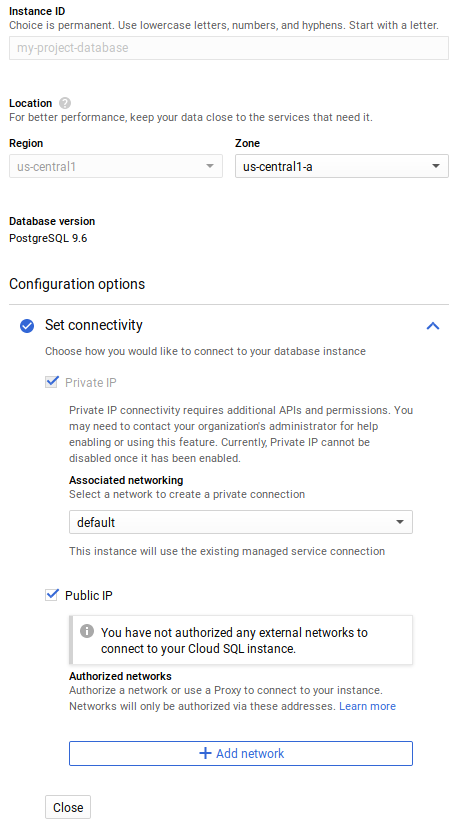 Instance ID
Choice is permanent. Use lowercase letters, numbers, and hyphens. Start with a letter.
my-project-database
Location ?
For better performance, keep your data close to the services that need it.
Region Zone
us-central1 us-central1-a
Database version
PostgreSQL 9.6
Configuration options
Set connectivity
Choose how you would like to connect to your database instance
Private IP
Private IP connectivity requires additional APIs and permissions. You
may need to contact your organization's administrator for help
enabling or using this feature. Currently, Private IP cannot be
disabled once it has been enabled.
Associated networking
Select a network to create a private connection
default
This instance will use the existing managed service connection
Public IP
You have not authorized any external networks to
connect to your Cloud SQL instance.
Authorized networks
Authorize a network or use a Proxy to connect to your instance.
Networks will only be authorized via these addresses. Learn more
+ Add network
Close